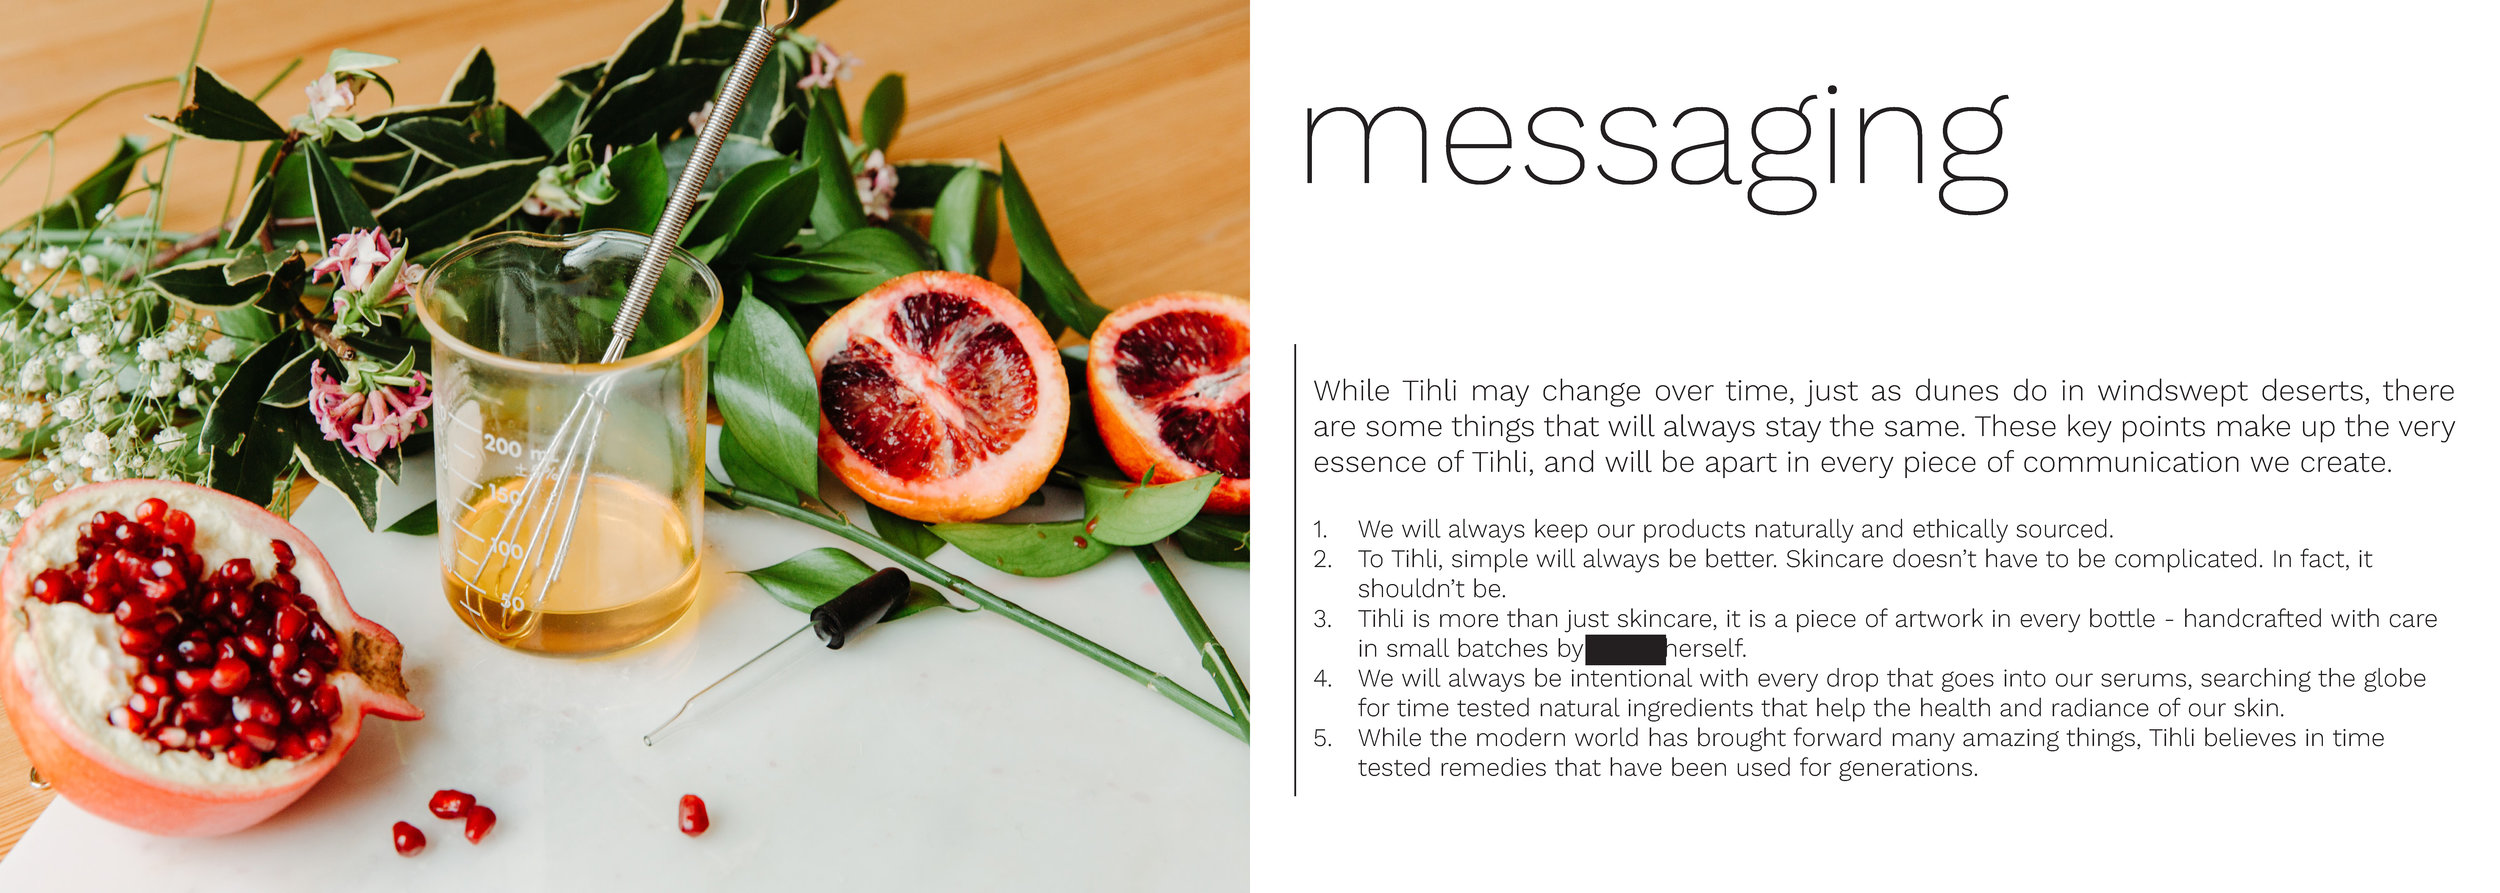 messaging
While Tihli may change over time, just as dunes do in windswept deserts, there
are some things that will always stay the same. These key points make up the very
essence of Tihli, and will be apart in every piece of communication we create.
1. We will always keep our products naturally and ethically sourced.
2. To Tihli, simple will always be better. Skincare doesn't have to be complicated. In fact, it
shouldn't be.
3. Tihli is more than just skincare, it is a piece of artwork in every bottle - handcrafted with care
in small batches by herself.
4. We will always be intentional with every drop that goes into our serums, searching the globe
for time tested natural ingredients that help the health and radiance of our skin.
5. While the modern world has brought forward many amazing things, Tihli believes in time
tested remedies that have been used for generations.
200 mL
±5%
150
100
50